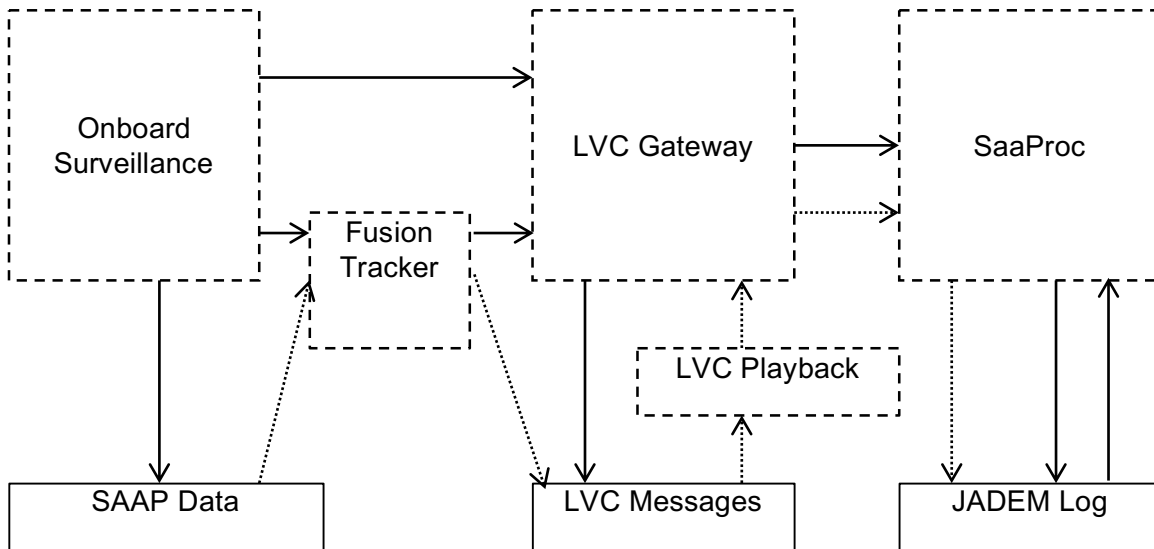 Onboard
Surveillance
LVC Gateway
SaaProc
Fusion
Tracker
LVC Playback
SAAP Data
LVC Messages
JADEM Log